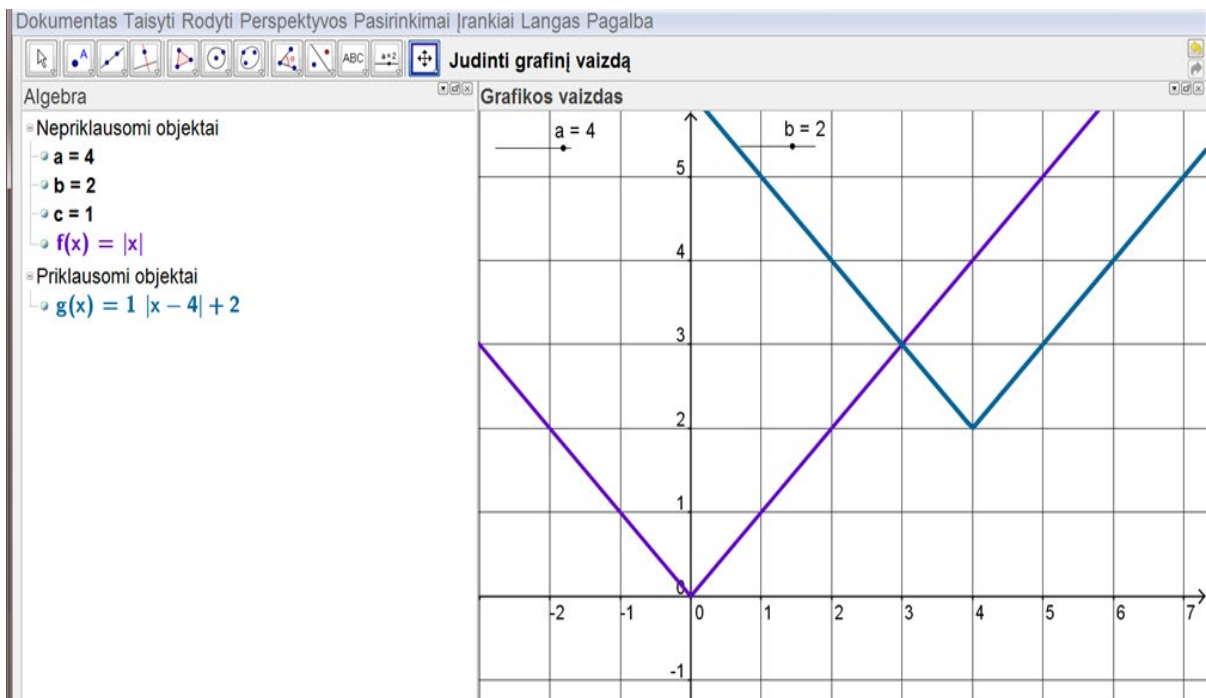 Dokumentas Taisyti Rodyti Perspektyvos Pasirinkimai Įrankiai Langas Pagalba
A α ABC a=2 Judinti grafinį vaizdą
Algebra
Nepriklausomi objektai
a = 4
b = 2
c = 1
f(x) = |x|
Priklausomi objektai
g(x) = 1 |x − 4| + 2
Grafikos vaizdas
a = 4 b = 2
5
4
3
2
1
0
-2 -1 0 1 2 3 4 5 6 7
-1